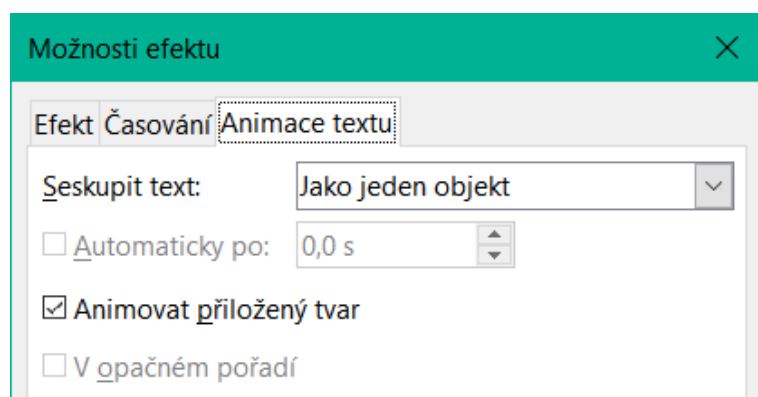 Možnosti efektu
Efekt Časování Animace textu
Seskupit text: Jako jeden objekt
Automaticky po: 0,0 s
Animovat přiložený tvar
V opačném pořadí